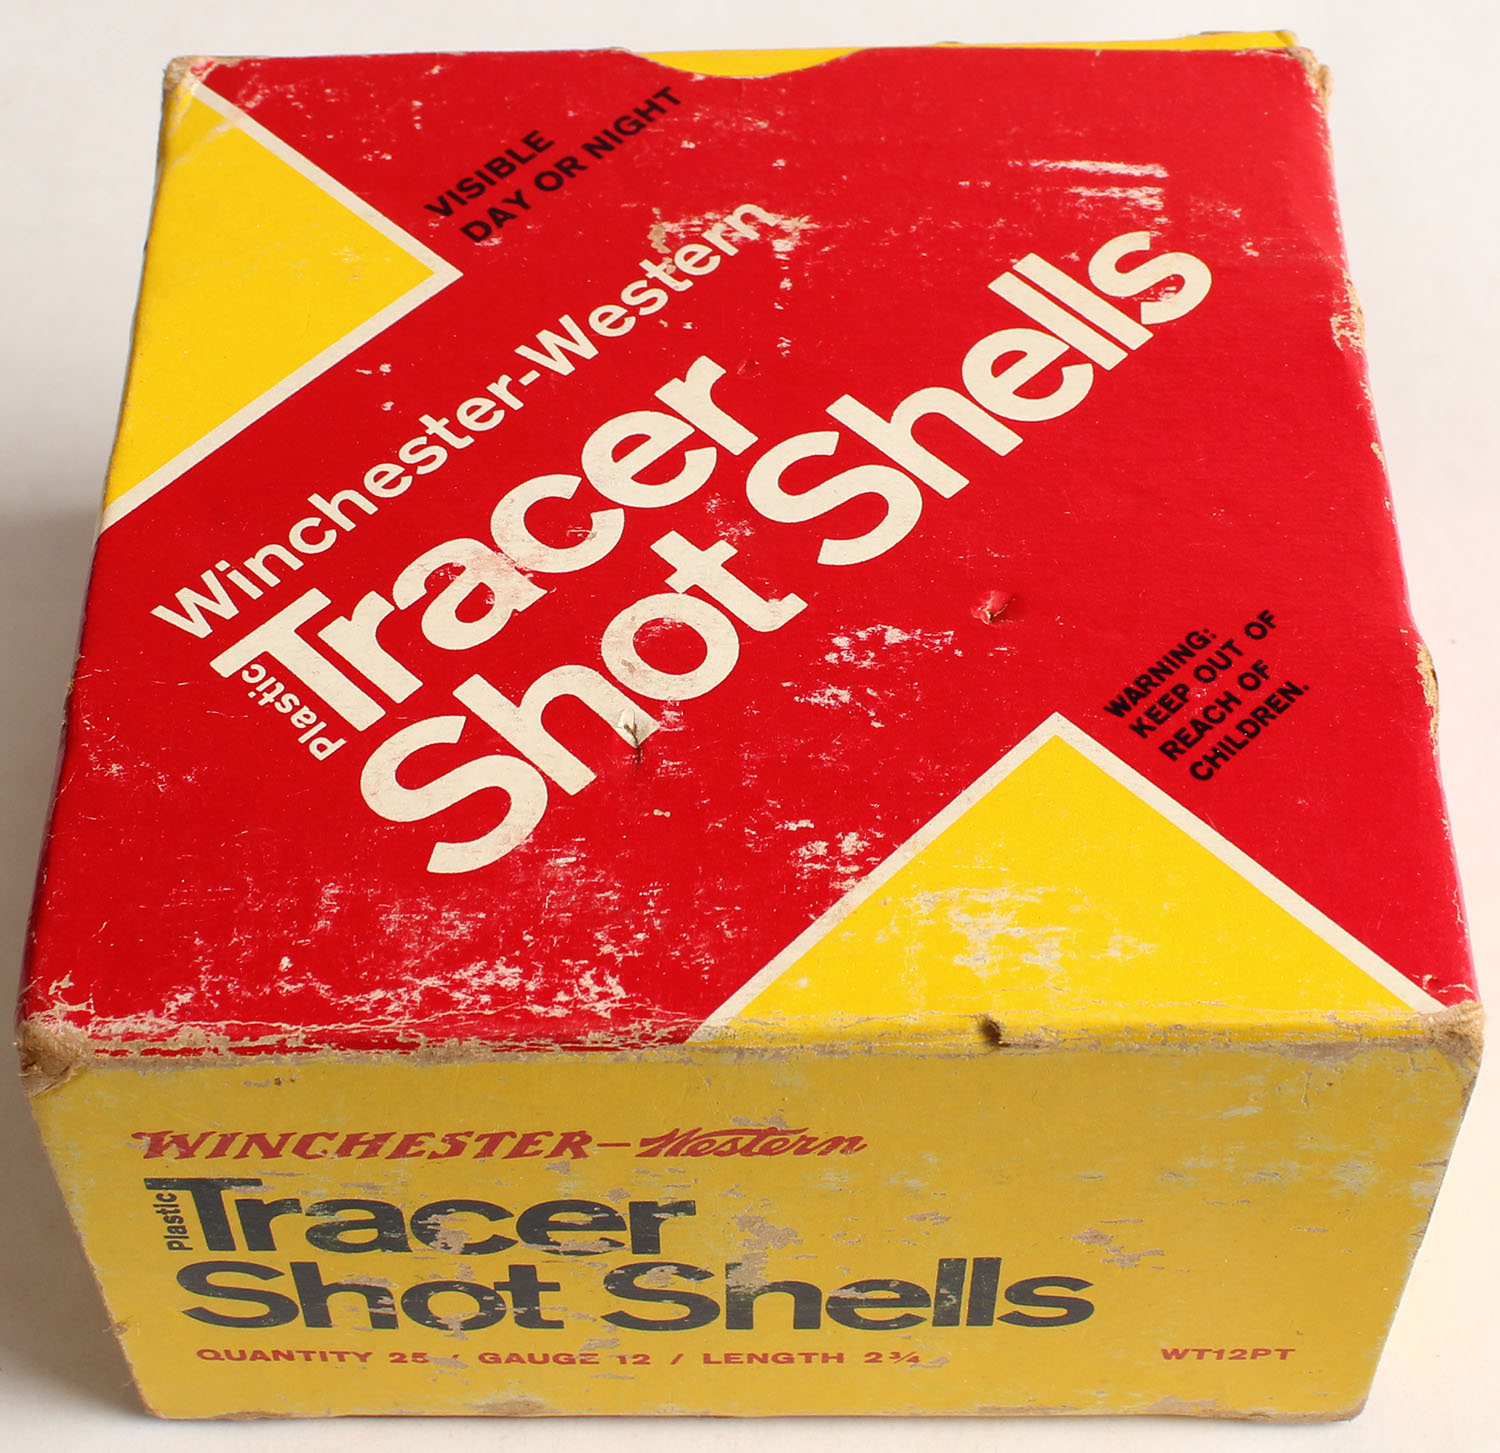 VISIBLE
DAY OR NIGHT
Winchester-Western
Plastic
Tracer
Shot Shells
WARNING:
KEEP OUT OF
REACH OF
CHILDREN.
WINCHESTER-Western
Plastic
Tracer
Shot Shells
QUANTITY 25 / GAUGE 12 / LENGTH 2¾
WT12PT